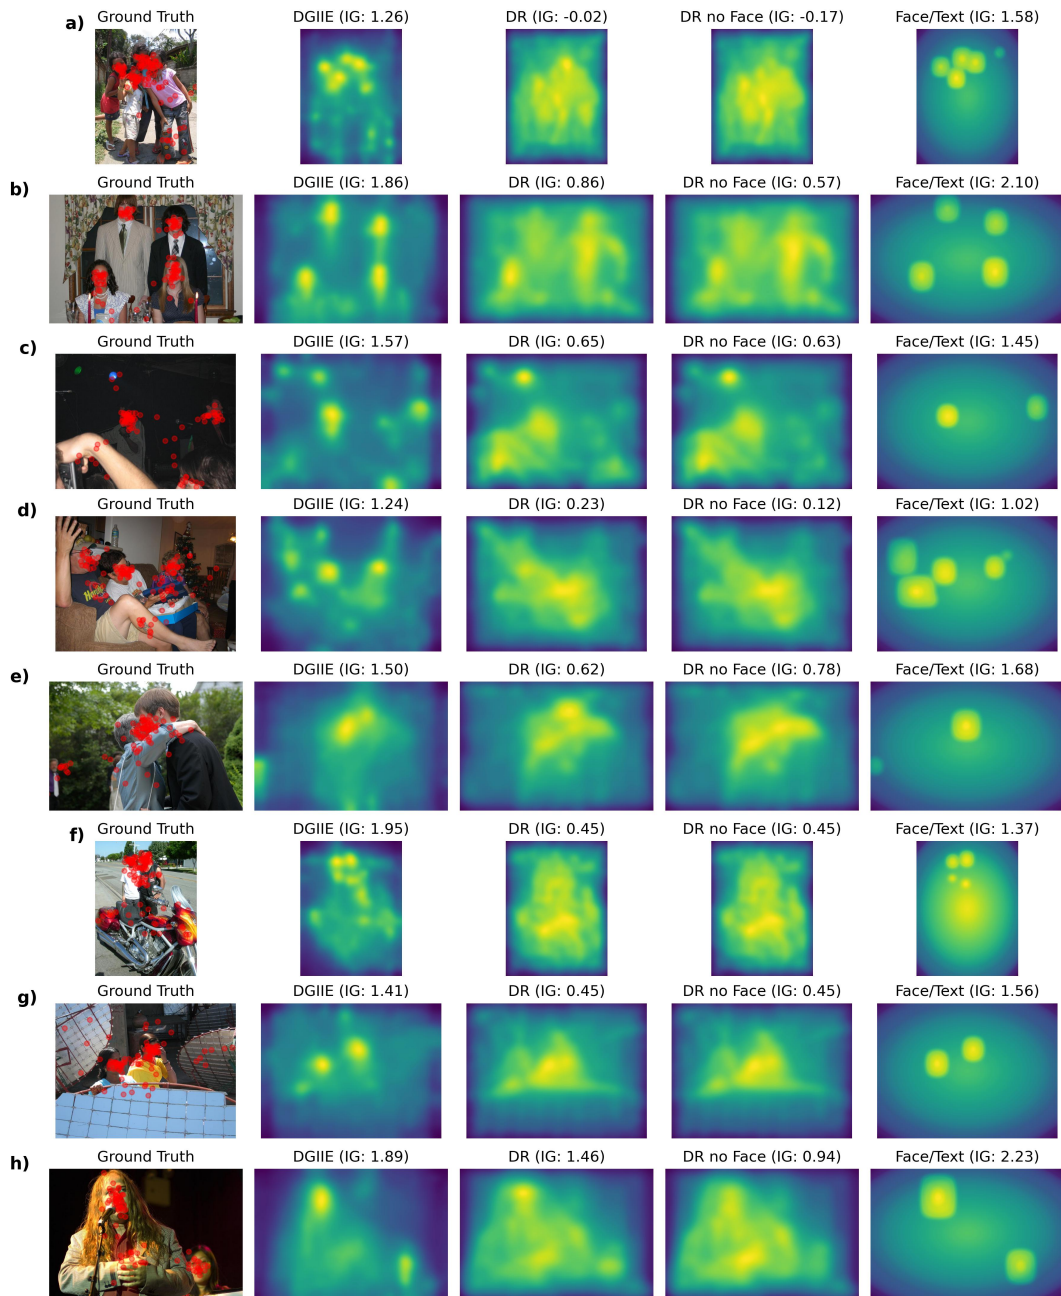 a) Ground Truth DGIIE (IG: 1.26) DR (IG: -0.02) DR no Face (IG: -0.17) Face/Text (IG: 1.58)
b) Ground Truth DGIIE (IG: 1.86) DR (IG: 0.86) DR no Face (IG: 0.57) Face/Text (IG: 2.10)
c) Ground Truth DGIIE (IG: 1.57) DR (IG: 0.65) DR no Face (IG: 0.63) Face/Text (IG: 1.45)
d) Ground Truth DGIIE (IG: 1.24) DR (IG: 0.23) DR no Face (IG: 0.12) Face/Text (IG: 1.02)
e) Ground Truth DGIIE (IG: 1.50) DR (IG: 0.62) DR no Face (IG: 0.78) Face/Text (IG: 1.68)
f) Ground Truth DGIIE (IG: 1.95) DR (IG: 0.45) DR no Face (IG: 0.45) Face/Text (IG: 1.37)
g) Ground Truth DGIIE (IG: 1.41) DR (IG: 0.45) DR no Face (IG: 0.45) Face/Text (IG: 1.56)
h) Ground Truth DGIIE (IG: 1.89) DR (IG: 1.46) DR no Face (IG: 0.94) Face/Text (IG: 2.23)